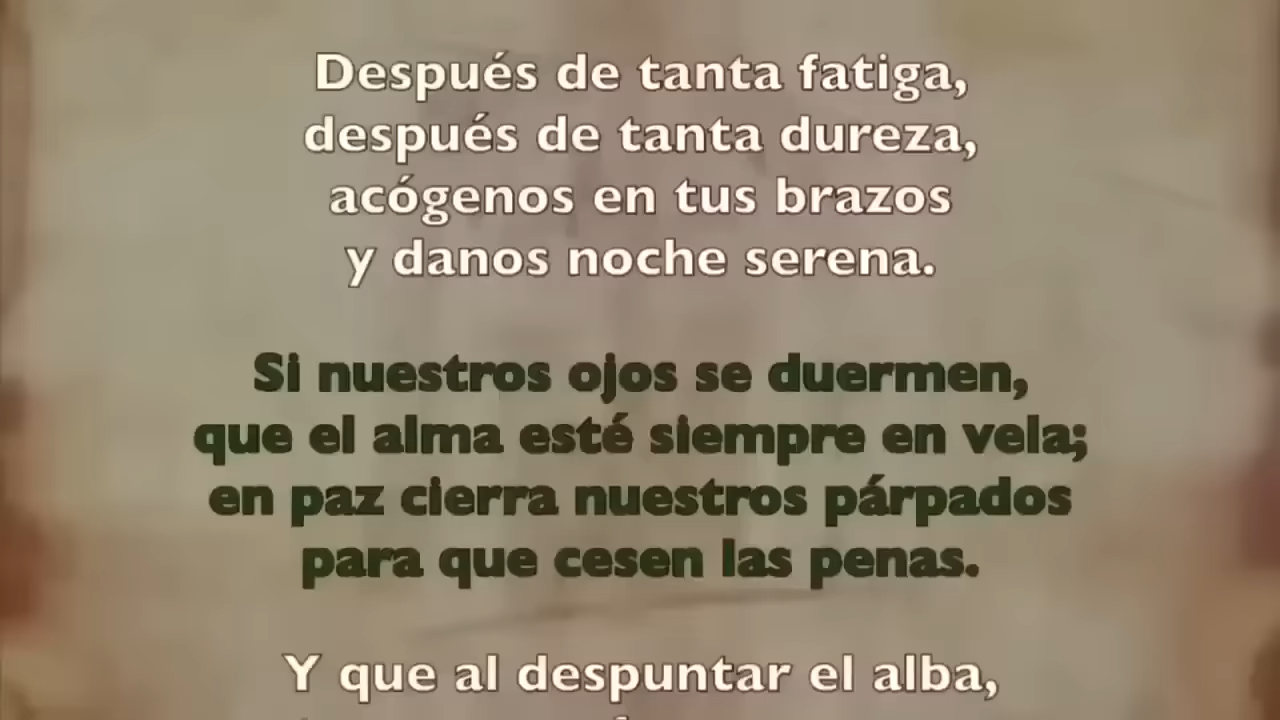 Después de tanta fatiga,
después de tanta dureza,
acógenos en tus brazos
y danos noche serena.
Si nuestros ojos se duermen,
que el alma esté siempre en vela;
en paz cierra nuestros párpados
para que cesen las penas.
Y que al despuntar el alba,